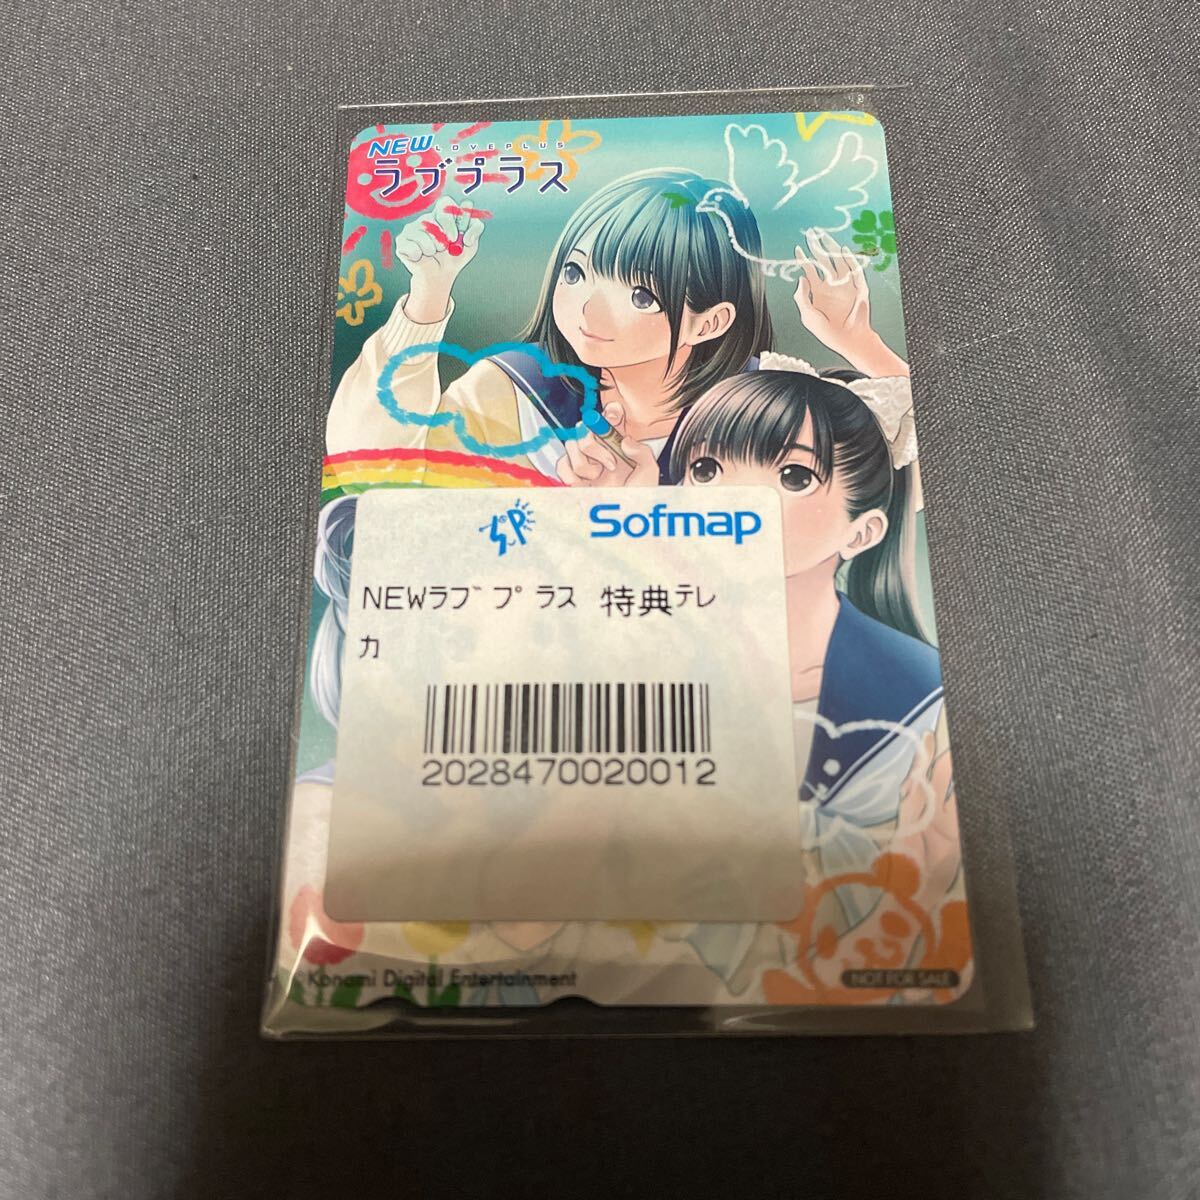 NEW LOVEPLUS
ラブプラス
Sofmap
NEWﾗﾌﾞﾌﾟﾗｽ 特典ﾃﾚ
ｶ
2028470020012
©Konami Digital Entertainment
NOT FOR SALE